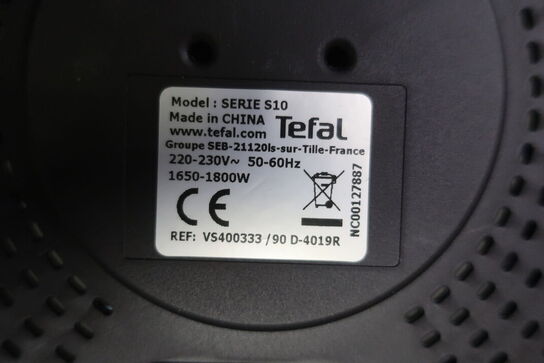 Model : SERIE S10
Made in CHINA
www.tefal.com Tefal
Groupe SEB-21120Is-sur-Tille-France
220-230V~ 50-60Hz
1650-1800W
CE
NC00127887
REF: VS400333 /90 D-4019R